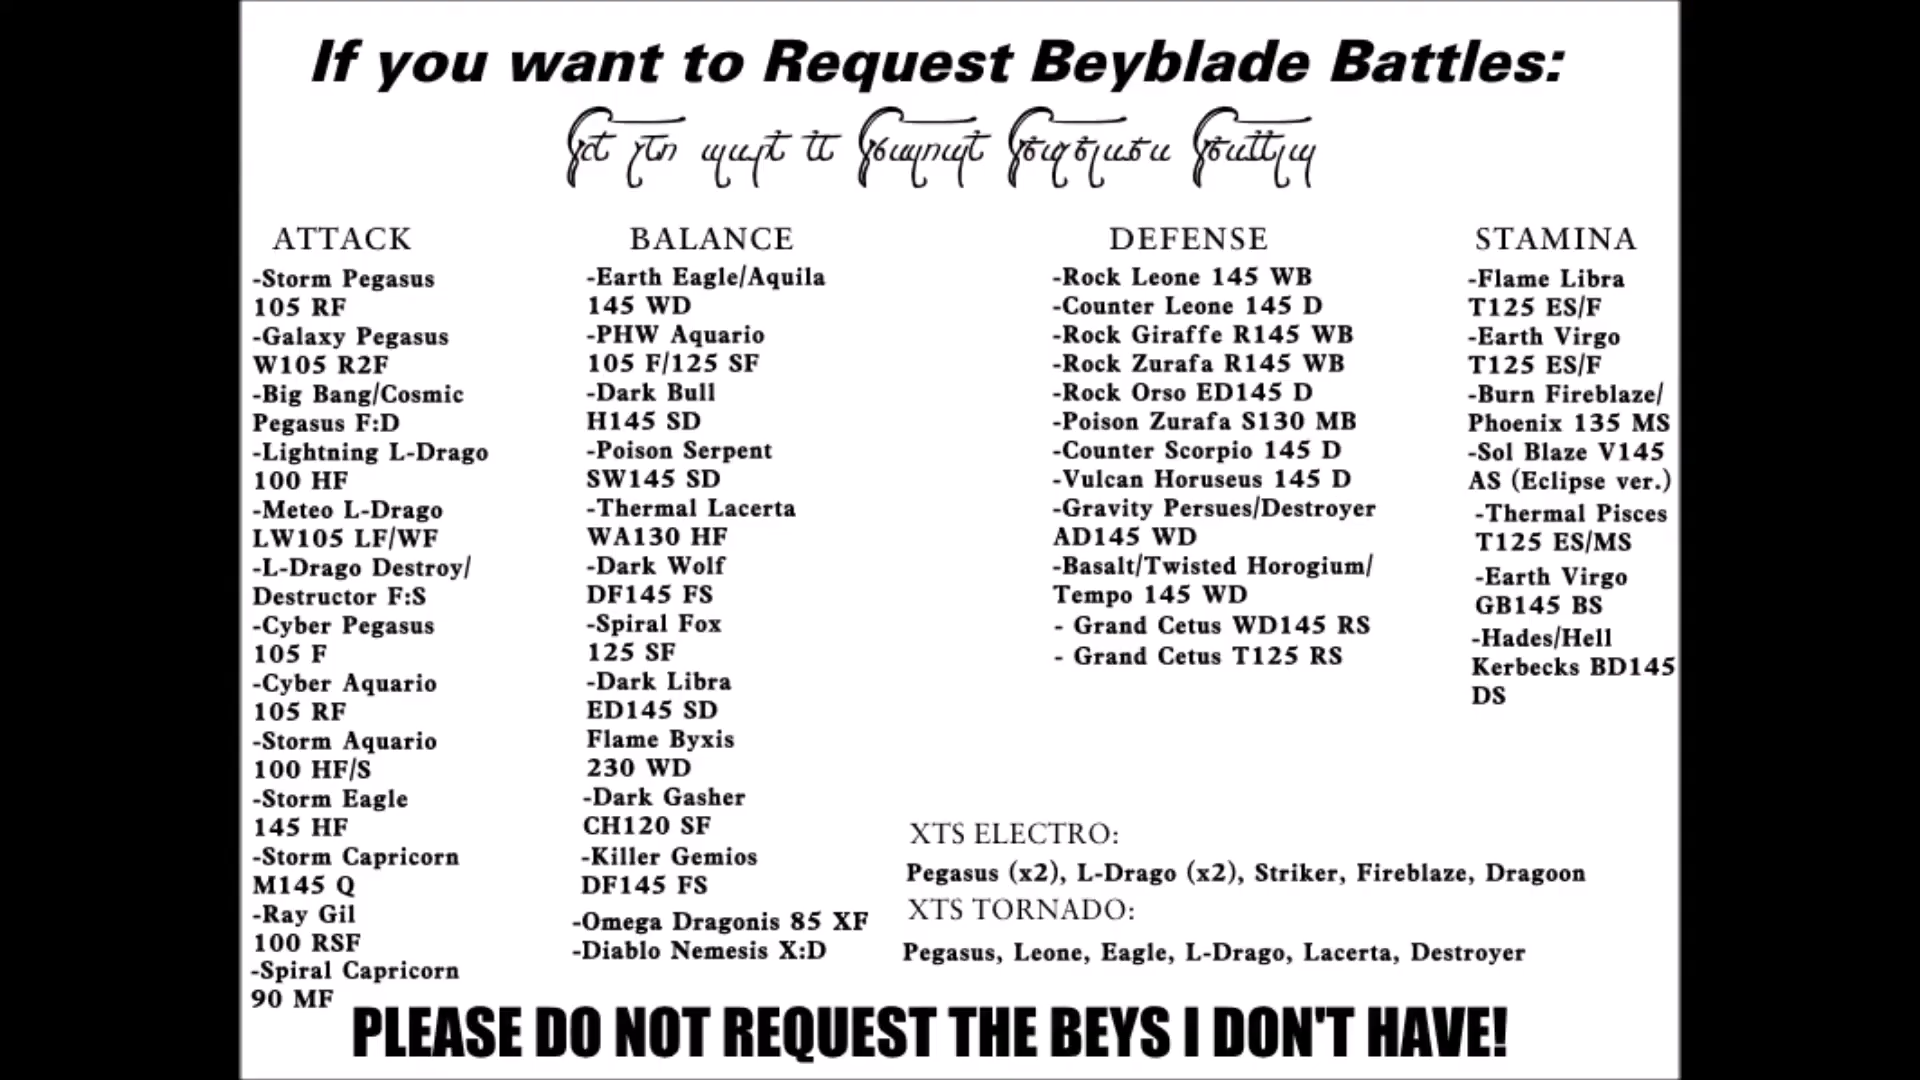 If you want to Request Beyblade Battles:
ATTACK
-Storm Pegasus
105 RF
-Galaxy Pegasus
W105 R2F
-Big Bang/Cosmic
Pegasus F:D
-Lightning L-Drago
100 HF
-Meteo L-Drago
LW105 LF/WF
-L-Drago Destroy/
Destructor F:S
-Cyber Pegasus
105 F
-Cyber Aquario
105 RF
-Storm Aquario
100 HF/S
-Storm Eagle
145 HF
-Storm Capricorn
M145 Q
-Ray Gil
100 RSF
-Spiral Capricorn
90 MF
BALANCE
-Earth Eagle/Aquila
145 WD
-PHW Aquario
105 F/125 SF
-Dark Bull
H145 SD
-Poison Serpent
SW145 SD
-Thermal Lacerta
WA130 HF
-Dark Wolf
DF145 FS
-Spiral Fox
125 SF
-Dark Libra
ED145 SD
Flame Byxis
230 WD
-Dark Gasher
CH120 SF
-Killer Gemios
DF145 FS
-Omega Dragonis 85 XF
-Diablo Nemesis X:D
DEFENSE
-Rock Leone 145 WB
-Counter Leone 145 D
-Rock Giraffe R145 WB
-Rock Zurafa R145 WB
-Rock Orso ED145 D
-Poison Zurafa S130 MB
-Counter Scorpio 145 D
-Vulcan Horuseus 145 D
-Gravity Persues/Destroyer
AD145 WD
-Basalt/Twisted Horogium/
Tempo 145 WD
- Grand Cetus WD145 RS
- Grand Cetus T125 RS
STAMINA
-Flame Libra
T125 ES/F
-Earth Virgo
T125 ES/F
-Burn Fireblaze/
Phoenix 135 MS
-Sol Blaze V145
AS (Eclipse ver.)
-Thermal Pisces
T125 ES/MS
-Earth Virgo
GB145 BS
-Hades/Hell
Kerbecks BD145
DS
XTS ELECTRO:
Pegasus (x2), L-Drago (x2), Striker, Fireblaze, Dragoon
XTS TORNADO:
Pegasus, Leone, Eagle, L-Drago, Lacerta, Destroyer
PLEASE DO NOT REQUEST THE BEYS I DON'T HAVE!